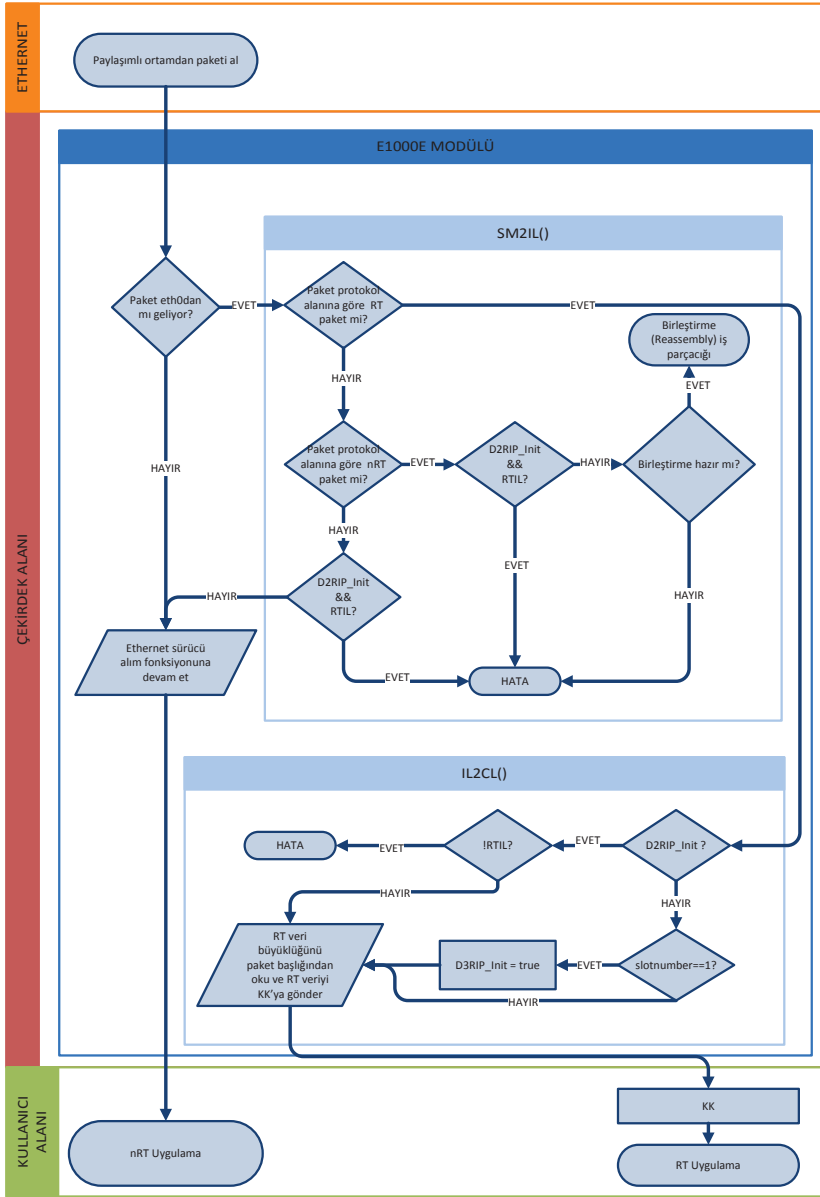 ETHERNET
Paylaşımlı ortamdan paketi al
ÇEKİRDEK ALANI
E1000E MODÜLÜ
SM2IL()
Paket eth0dan
mı geliyor?
EVET
Paket protokol
alanına göre RT
paket mi?
EVET
Birleştirme
(Reassembly) iş
parçacığı
HAYIR
EVET
HAYIR
Paket protokol
alanına göre nRT
paket mi?
EVET
D2RIP_Init
&&
RTIL?
HAYIR
Birleştirme hazır mı?
HAYIR
EVET
HAYIR
D2RIP_Init
&&
RTIL?
HAYIR
Ethernet sürücü
alım fonksiyonuna
devam et
EVET
HATA
IL2CL()
HATA
EVET
!RTIL?
EVET
D2RIP_Init ?
HAYIR
HAYIR
RT veri
büyüklüğünü
paket başlığından
oku ve RT veriyi
KK'ya gönder
D3RIP_Init = true
EVET
slotnumber==1?
HAYIR
KULLANICI
ALANI
nRT Uygulama
KK
RT Uygulama